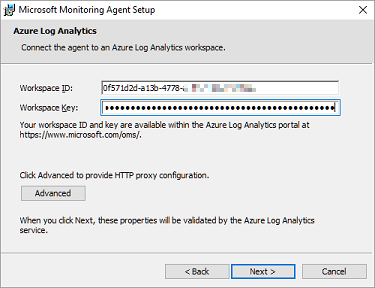 Microsoft Monitoring Agent Setup
Azure Log Analytics
Connect the agent to an Azure Log Analytics workspace.
Workspace ID: 0f571d2d-a13b-4778-
Workspace Key: ••••••••••••••••••••••••••••••••••••••••
Your workspace ID and key are available within the Azure Log Analytics portal at
https://www.microsoft.com/oms/.
Click Advanced to provide HTTP proxy configuration.
Advanced
When you click Next, these properties will be validated by the Azure Log Analytics
service.
< Back Next > Cancel